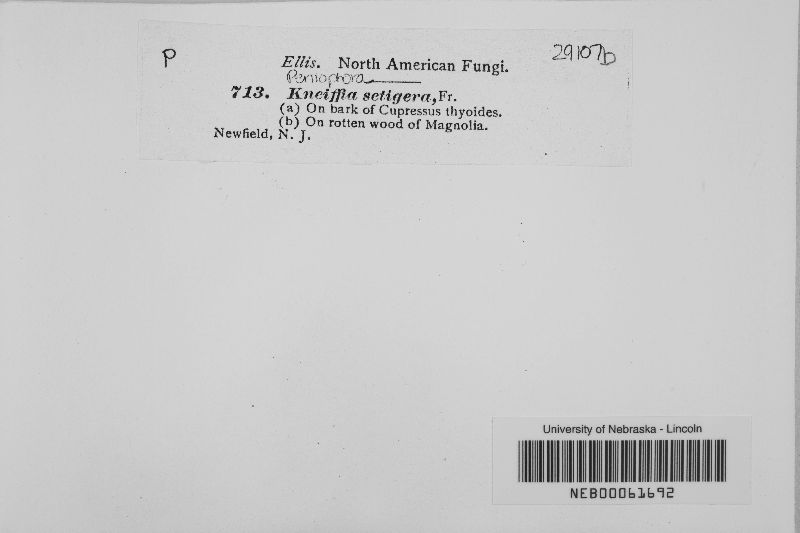 P
29107b
Ellis. North American Fungi.
Peniophora
713. Kneiffia setigera, Fr.
(a) On bark of Cupressus thyoides.
(b) On rotten wood of Magnolia.
Newfield, N. J.
University of Nebraska - Lincoln
NEB00061692